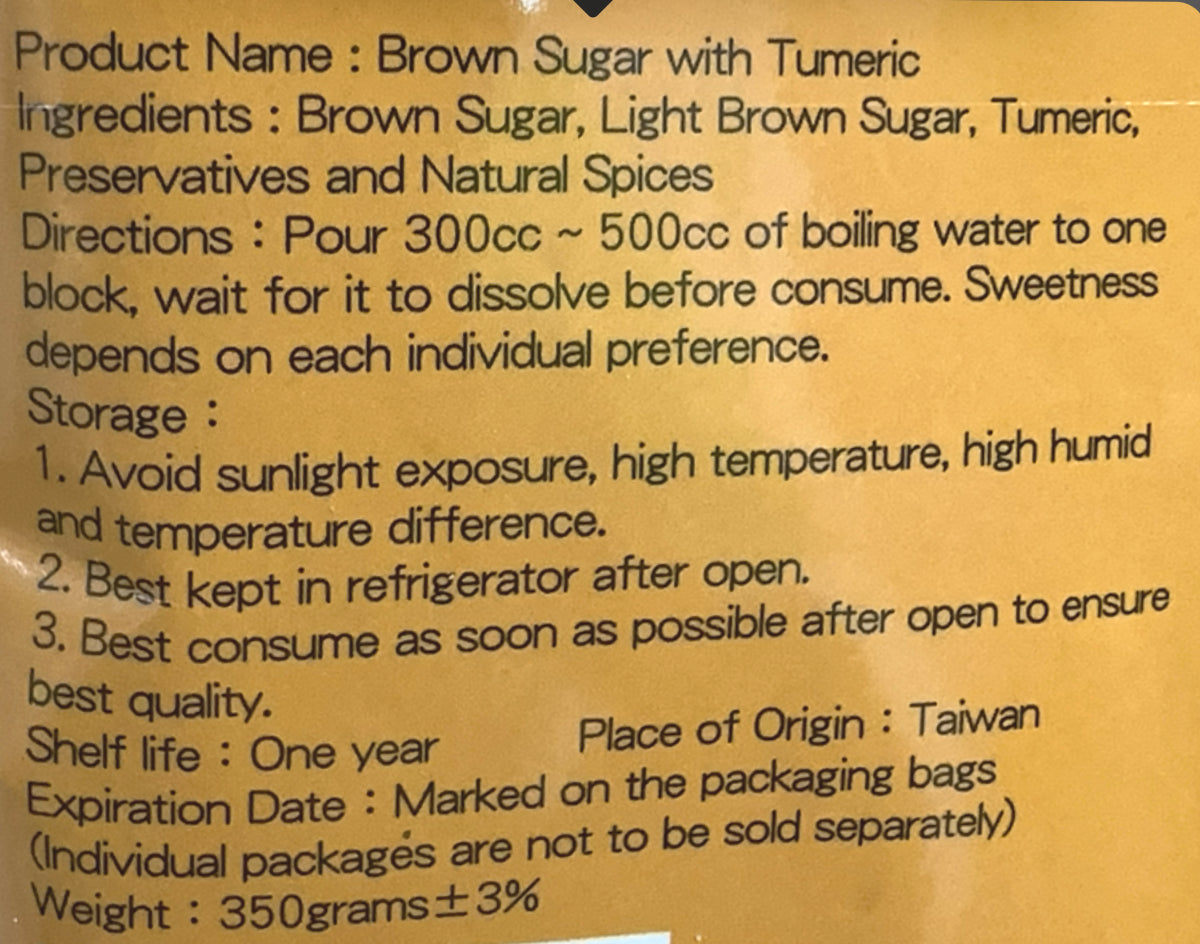 Product Name : Brown Sugar with Tumeric
Ingredients : Brown Sugar, Light Brown Sugar, Tumeric,
Preservatives and Natural Spices
Directions : Pour 300cc ~ 500cc of boiling water to one
block, wait for it to dissolve before consume. Sweetness
depends on each individual preference.
Storage :
1. Avoid sunlight exposure, high temperature, high humid
and temperature difference.
2. Best kept in refrigerator after open.
3. Best consume as soon as possible after open to ensure
best quality.
Shelf life : One year Place of Origin : Taiwan
Expiration Date : Marked on the packaging bags
(Individual packages are not to be sold separately)
Weight : 350grams±3%